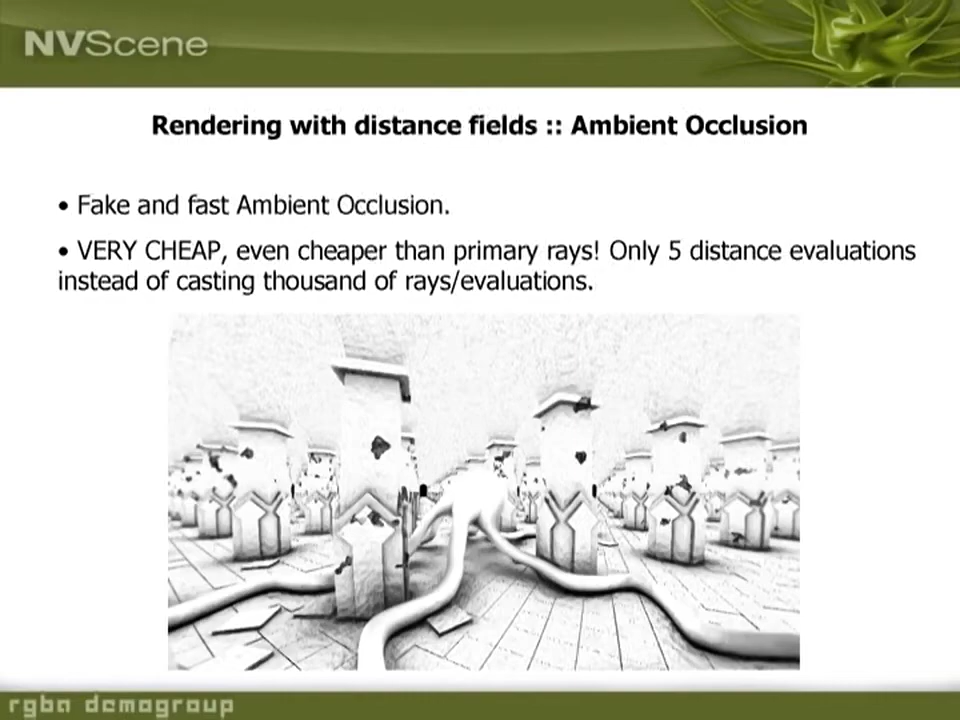 NVScene
Rendering with distance fields :: Ambient Occlusion
• Fake and fast Ambient Occlusion.
• VERY CHEAP, even cheaper than primary rays! Only 5 distance evaluations
instead of casting thousand of rays/evaluations.
rgba demogroup